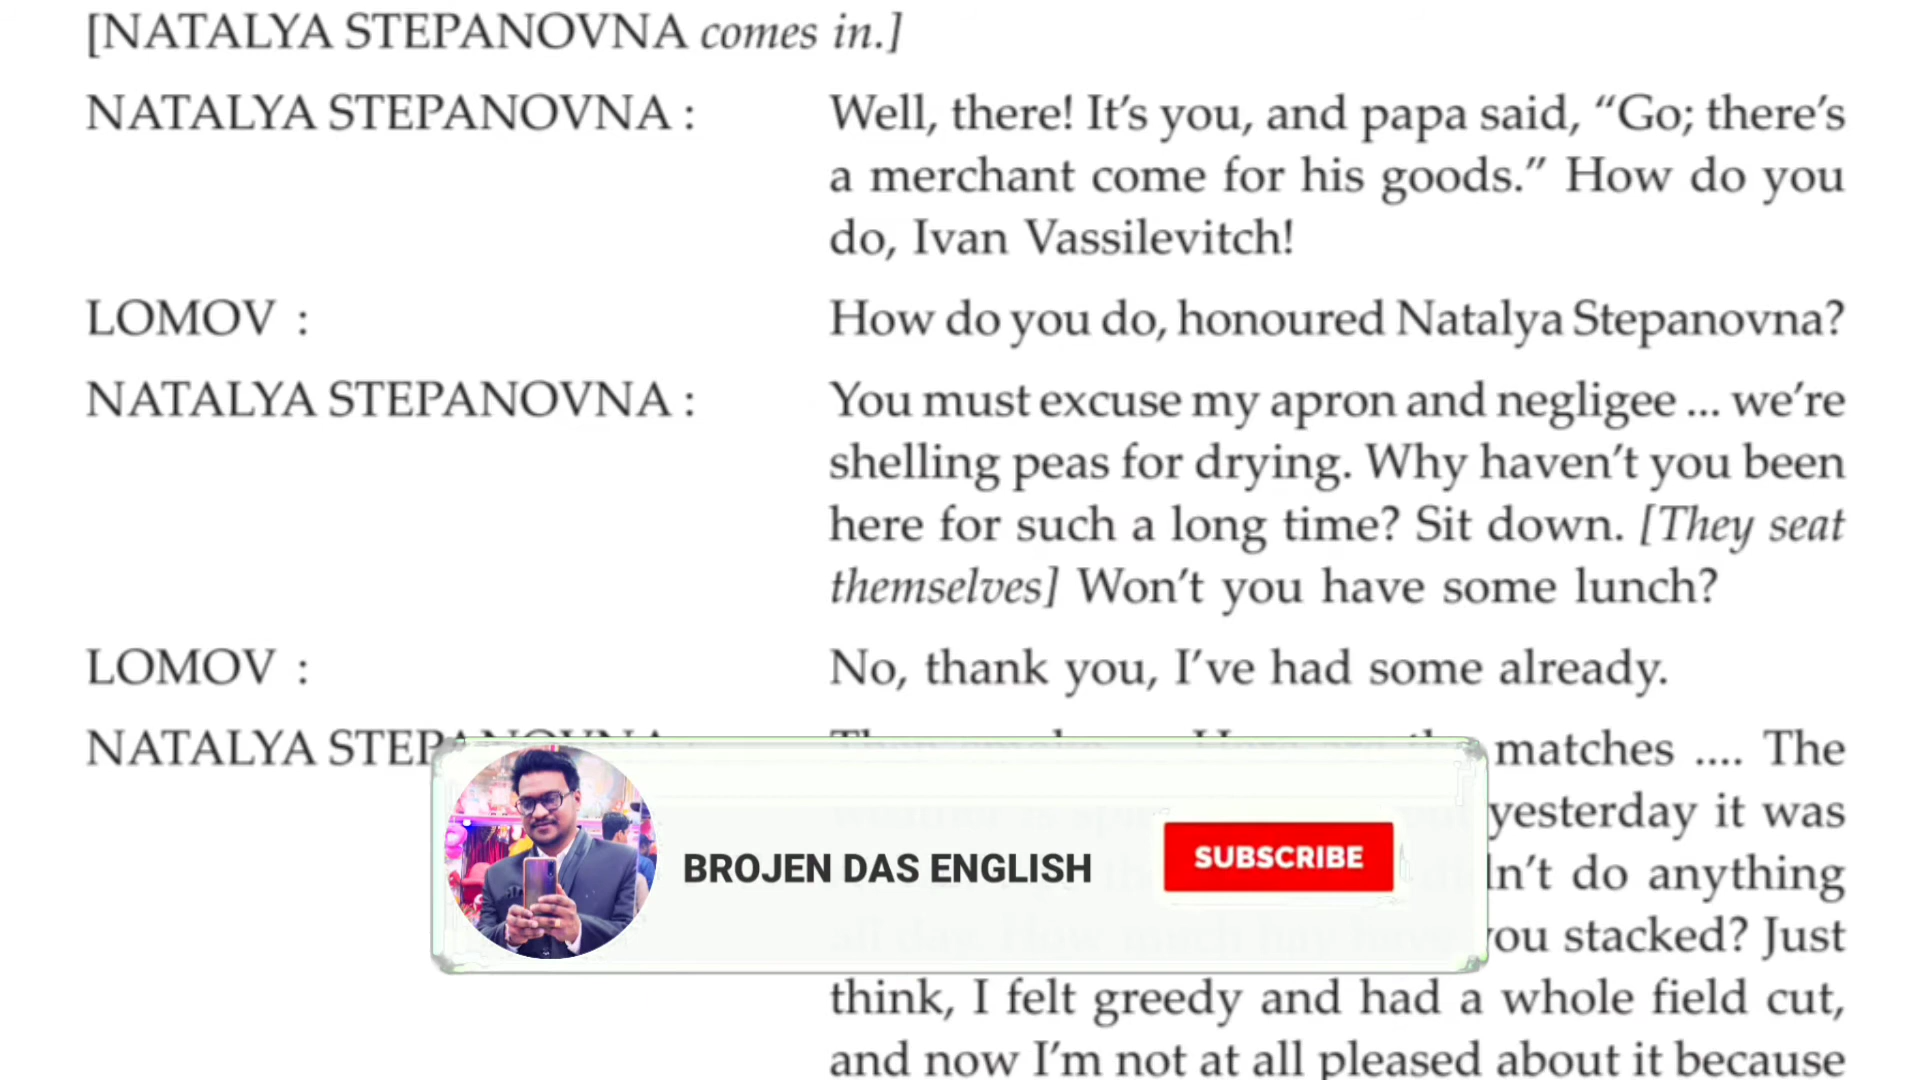 [NATALYA STEPANOVNA comes in.]
NATALYA STEPANOVNA : Well, there! It's you, and papa said, “Go; there's
a merchant come for his goods.” How do you
do, Ivan Vassilevitch!
LOMOV : How do you do, honoured Natalya Stepanovna?
NATALYA STEPANOVNA : You must excuse my apron and negligee ... we're
shelling peas for drying. Why haven't you been
here for such a long time? Sit down. [They seat
themselves] Won't you have some lunch?
LOMOV : No, thank you, I've had some already.
NATALYA matches .... The
yesterday it was
do anything
you stacked? Just
think, I felt greedy and had a whole field cut,
and now I'm not at all pleased about it because
BROJEN DAS ENGLISH
SUBSCRIBE